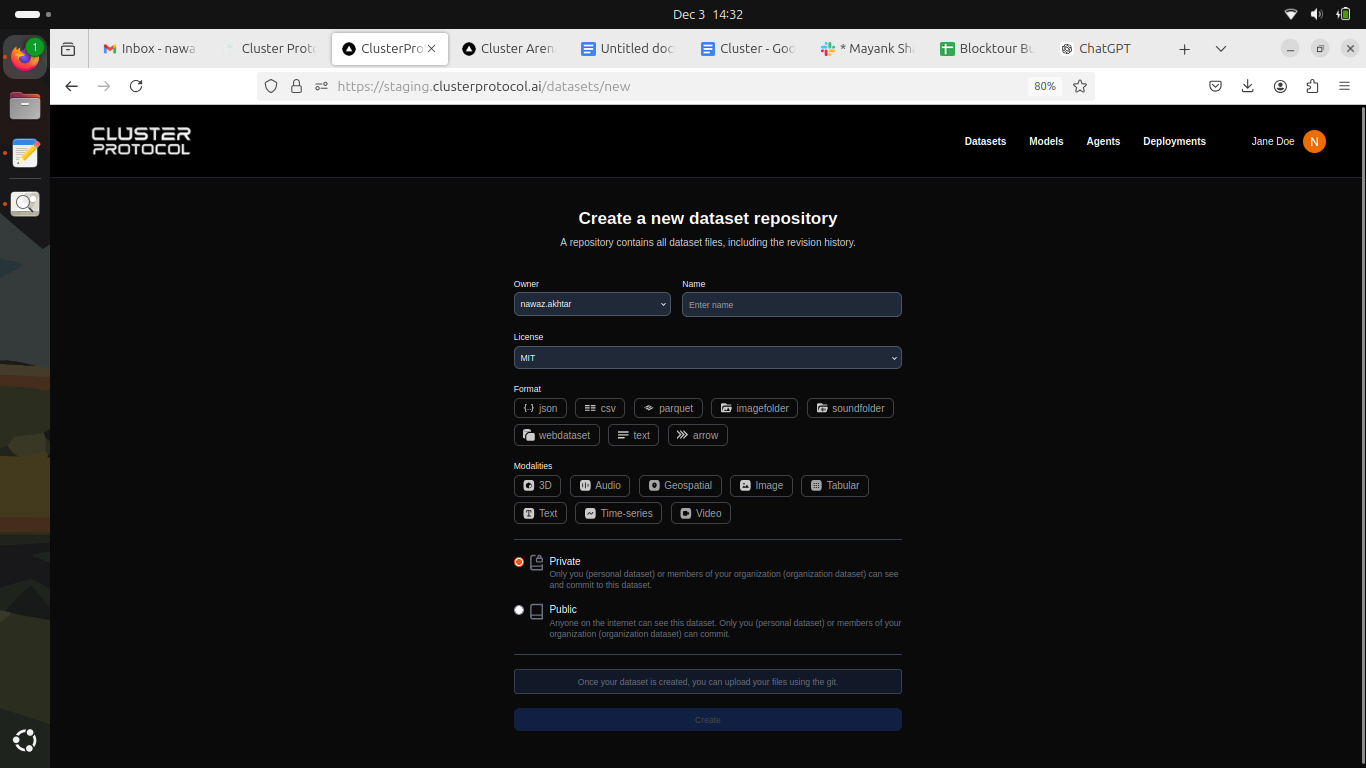 Dec 3 14:32
1
Inbox - nawa
Cluster Proto
ClusterPro
Cluster Aren
Untitled doc
Cluster - Goo
* Mayank Sh
Blocktour Bu
ChatGPT
https://staging.clusterprotocol.ai/datasets/new
80%
CLUSTER
PROTOCOL
Datasets Models Agents Deployments Jane Doe N
Create a new dataset repository
A repository contains all dataset files, including the revision history.
Owner Name
nawaz.akhtar Enter name
License
MIT
Format
json csv parquet imagefolder soundfolder
webdataset text arrow
Modalities
3D Audio Geospatial Image Tabular
Text Time-series Video
Private
Only you (personal dataset) or members of your organization (organization dataset) can see
and commit to this dataset.
Public
Anyone on the internet can see this dataset. Only you (personal dataset) or members of your
organization (organization dataset) can commit.
Once your dataset is created, you can upload your files using the git.
Create